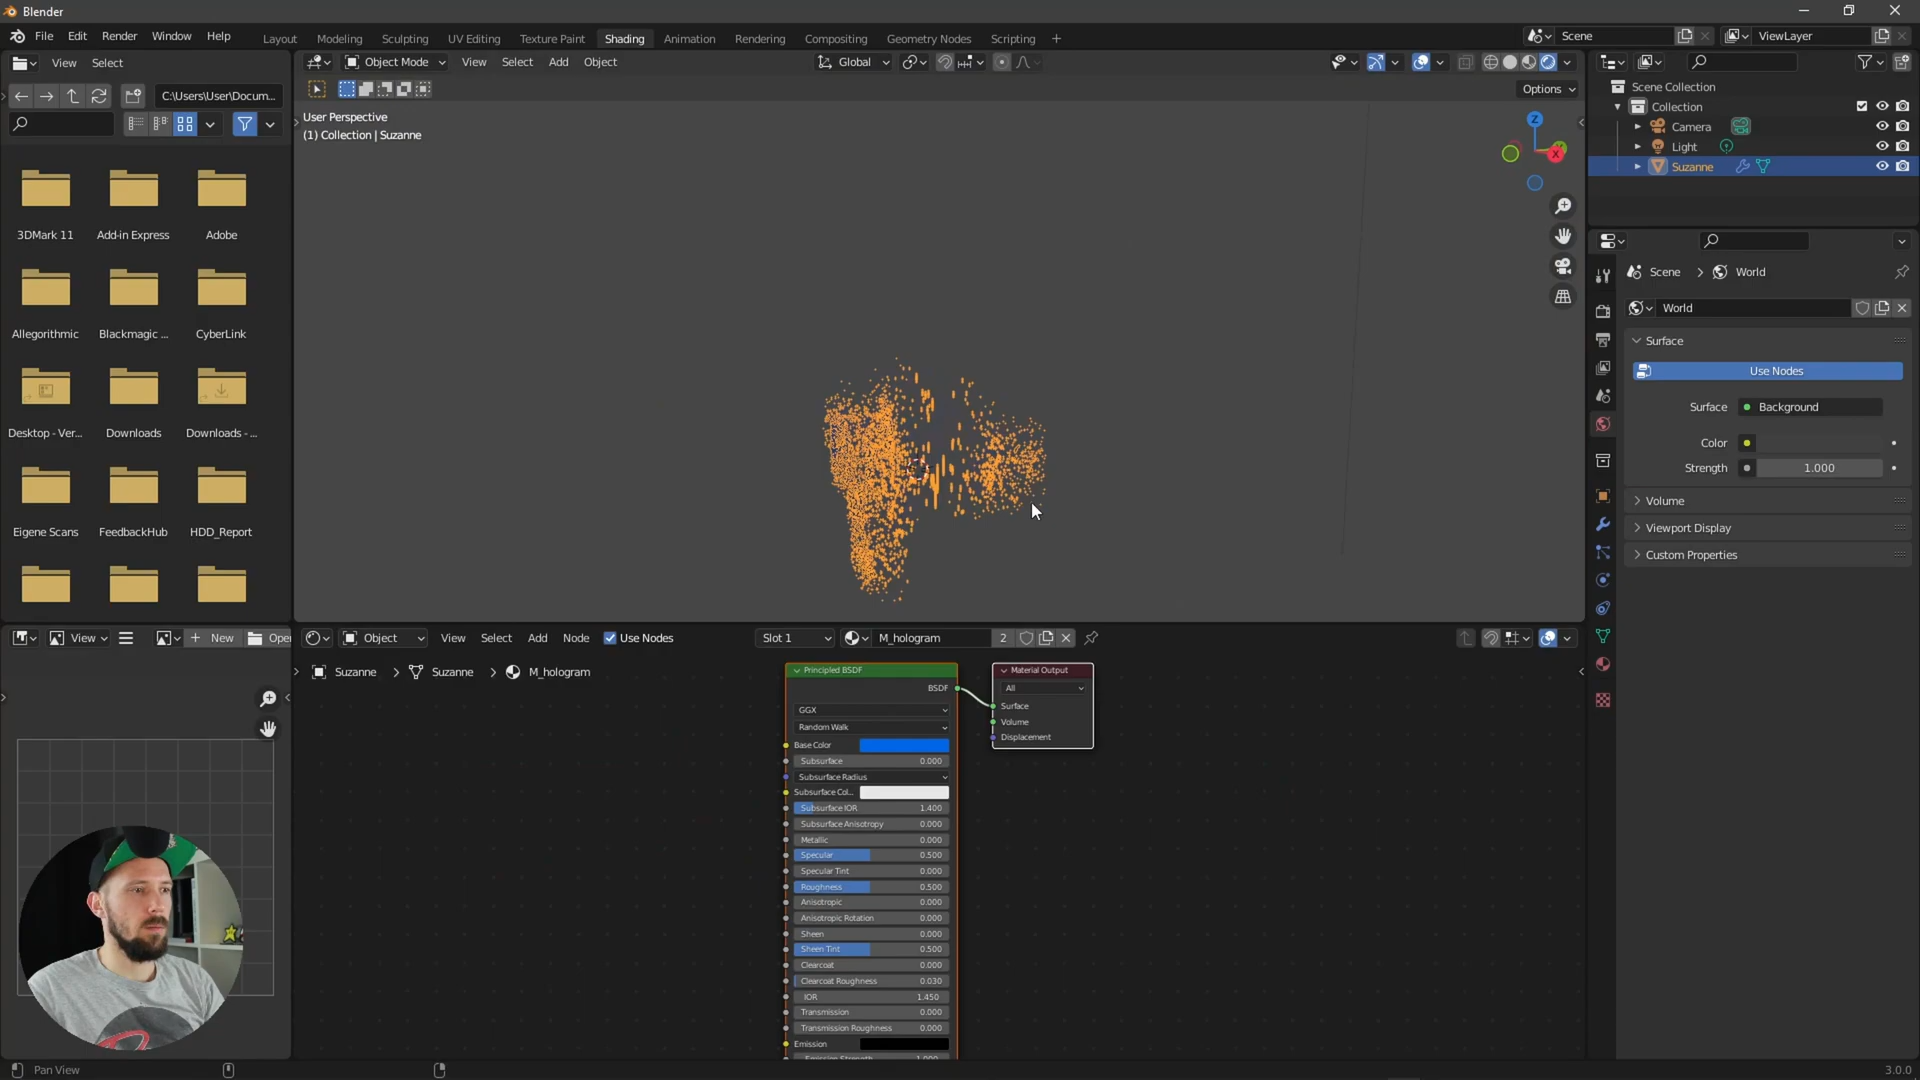 Blender
File Edit Render Window Help
Layout Modeling Sculpting UV Editing Texture Paint Shading Animation Rendering Compositing Geometry Nodes Scripting +
Scene
ViewLayer
View Select
Object Mode View Select Add Object
Global
C:\Users\User\Docum...
Options
User Perspective
(1) Collection | Suzanne
Z
X
3DMark 11
Add-in Express
Adobe
Allegorithmic
Blackmagic ...
CyberLink
Desktop - Ver...
Downloads
Downloads - ...
Eigene Scans
FeedbackHub
HDD_Report
Scene Collection
Collection
Camera
Light
Suzanne
Scene > World
World
Surface
Use Nodes
Surface Background
Color
Strength 1.000
Volume
Viewport Display
Custom Properties
View
+ New
Ope
Object View Select Add Node Use Nodes
Slot 1
M_hologram 2
Suzanne > Suzanne > M_hologram
Principled BSDF
BSDF
GGX
Random Walk
Base Color
Subsurface 0.000
Subsurface Radius
Subsurface Col...
Subsurface IOR 1.400
Subsurface Anisotropy 0.000
Metallic 0.000
Specular 0.500
Specular Tint 0.000
Roughness 0.500
Anisotropic 0.000
Anisotropic Rotation 0.000
Sheen 0.000
Sheen Tint 0.500
Clearcoat 0.000
Clearcoat Roughness 0.030
IOR 1.450
Transmission 0.000
Transmission Roughness 0.000
Emission
Emission Strength 1.000
Material Output
All
Surface
Volume
Displacement
Pan View
3.0.0